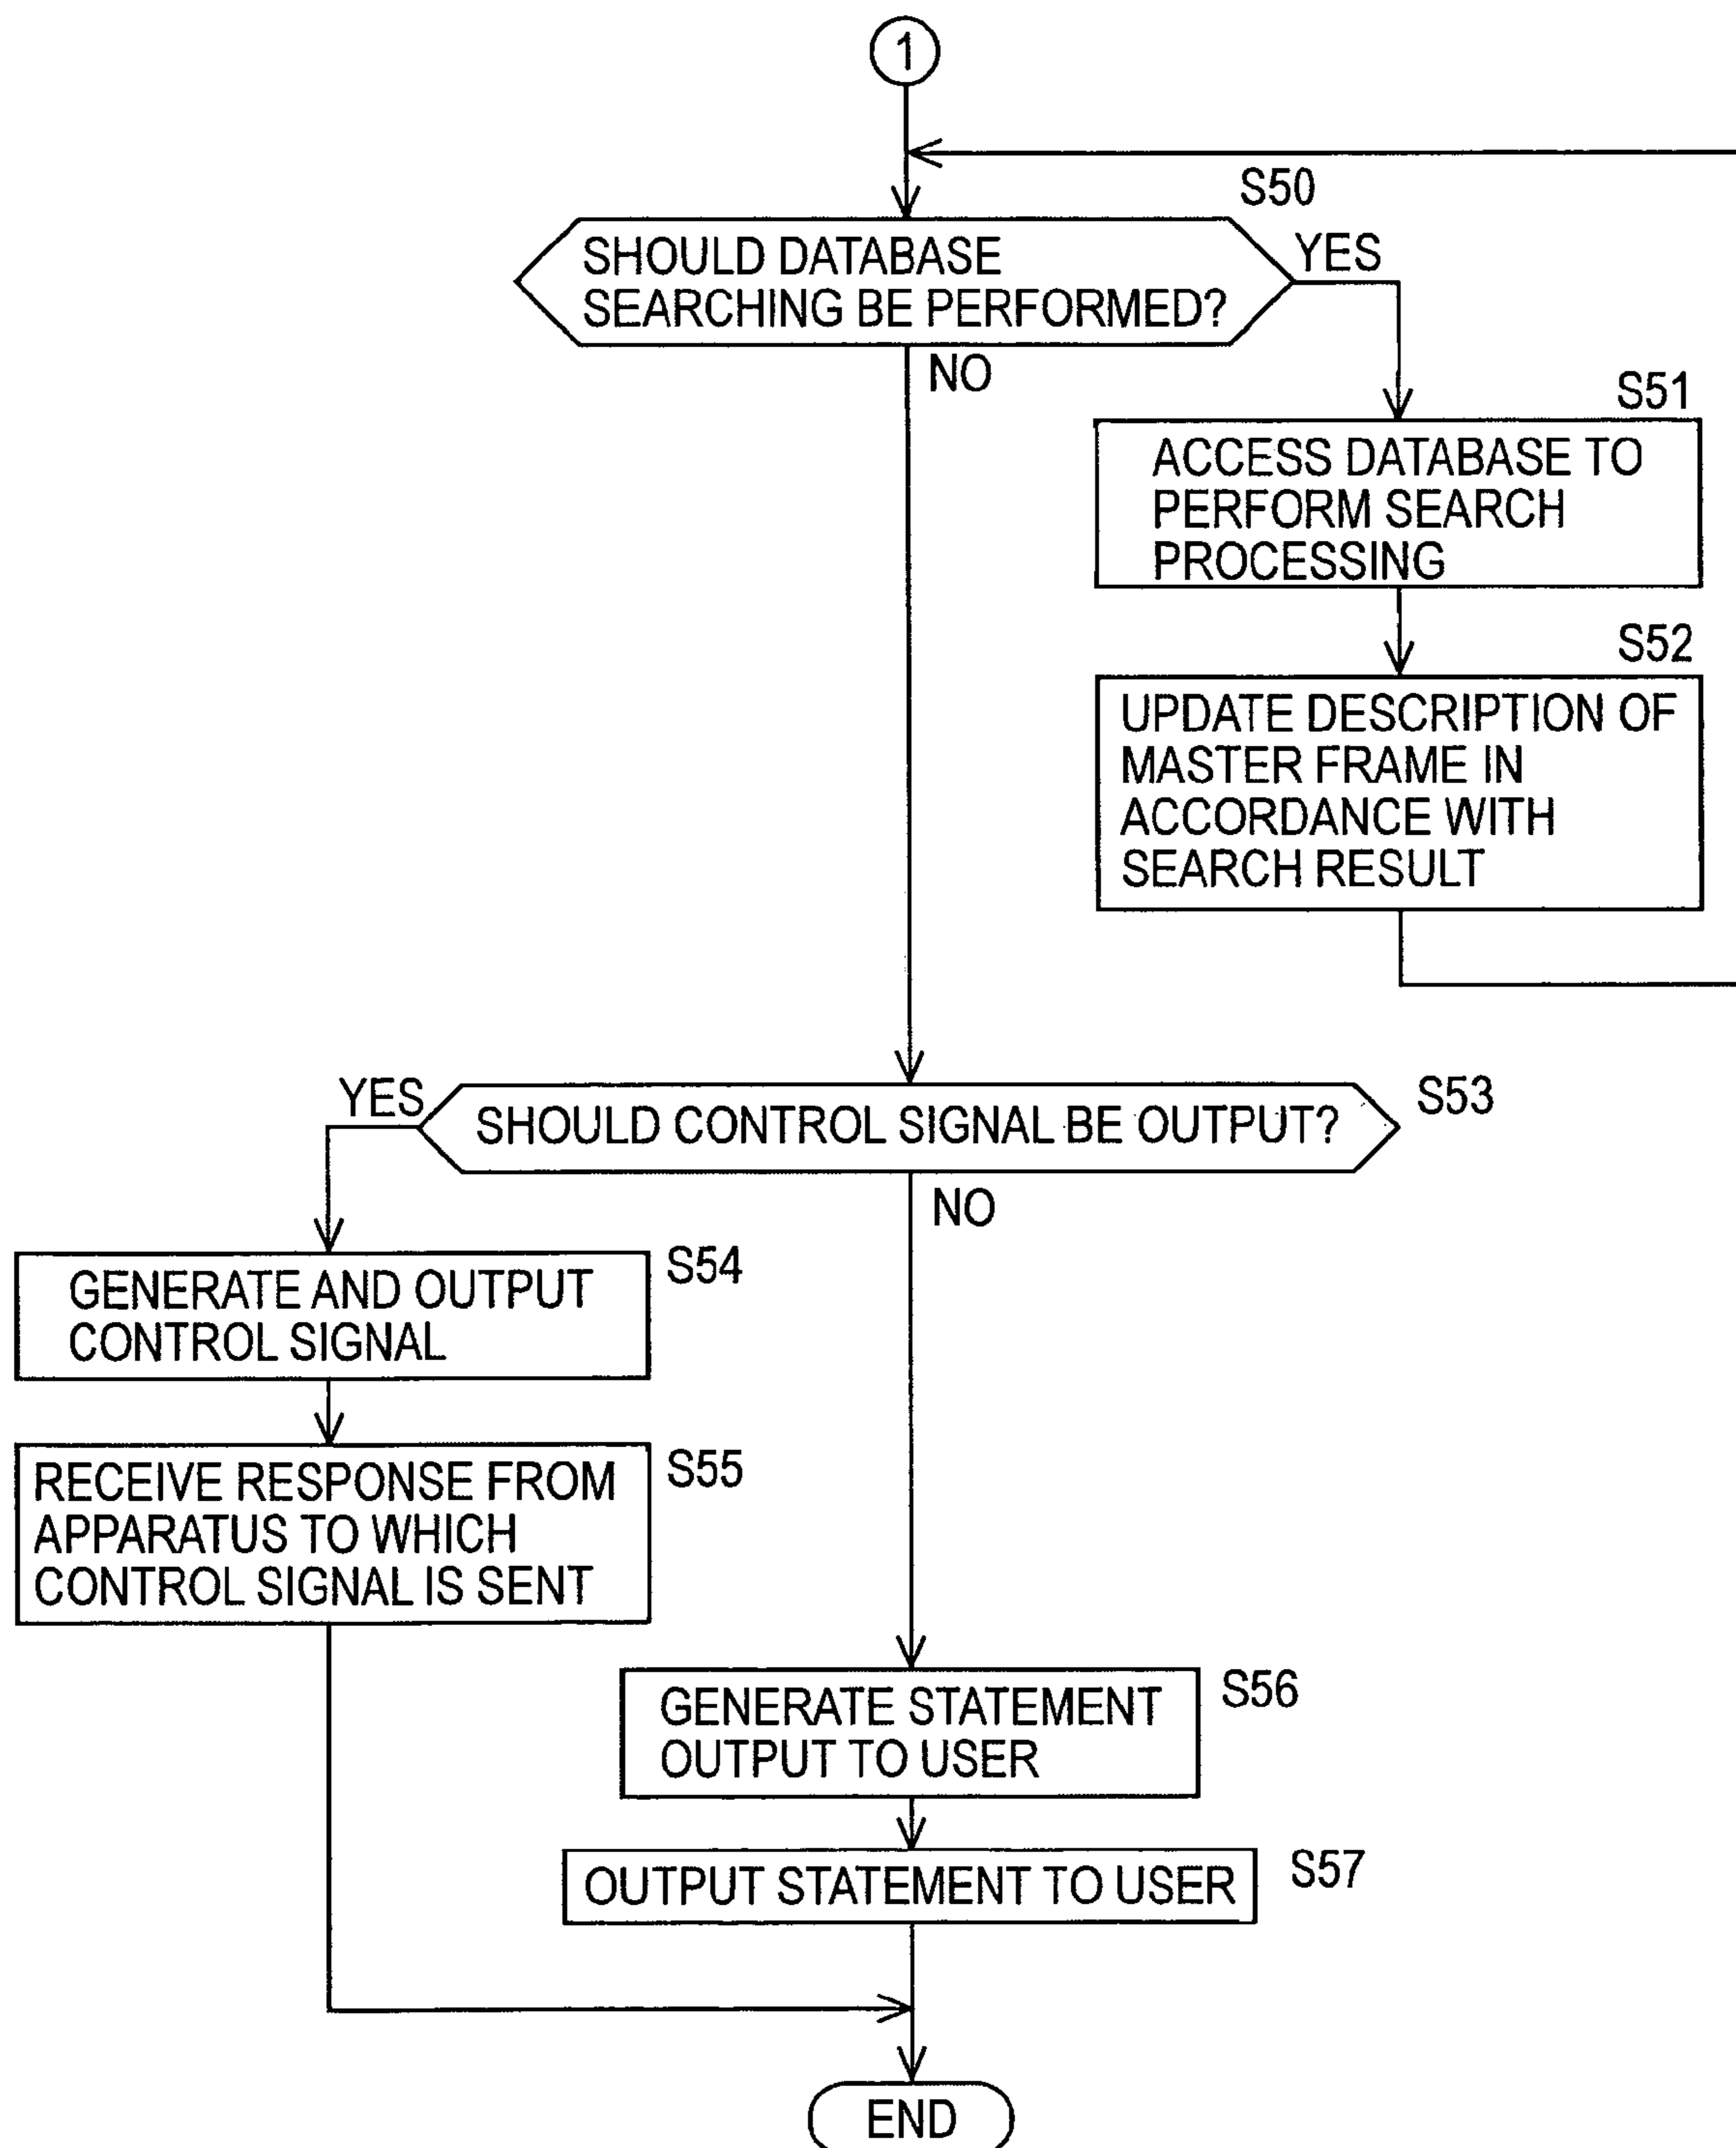 1
S50
SHOULD DATABASE
SEARCHING BE PERFORMED?
YES
NO
S51
ACCESS DATABASE TO
PERFORM SEARCH
PROCESSING
S52
UPDATE DESCRIPTION OF
MASTER FRAME IN
ACCORDANCE WITH
SEARCH RESULT
YES
SHOULD CONTROL SIGNAL BE OUTPUT?
S53
NO
GENERATE AND OUTPUT
CONTROL SIGNAL
S54
RECEIVE RESPONSE FROM
APPARATUS TO WHICH
CONTROL SIGNAL IS SENT
S55
GENERATE STATEMENT
OUTPUT TO USER
S56
OUTPUT STATEMENT TO USER
S57
END